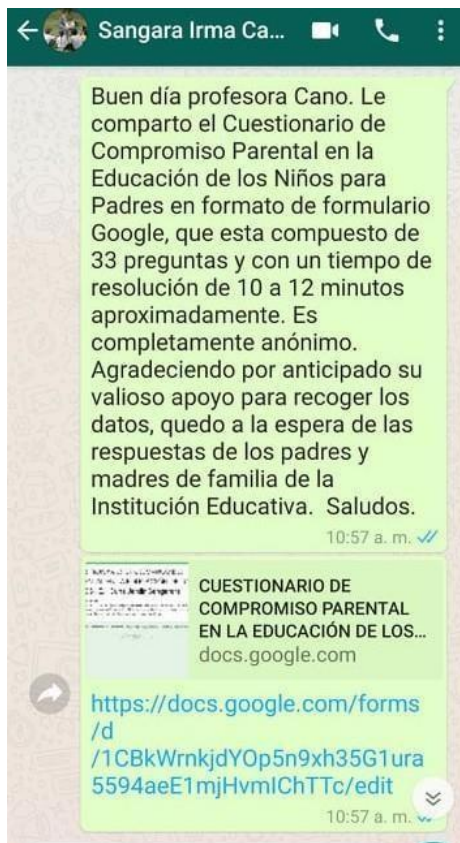 Sangara Irma Ca...
Buen día profesora Cano. Le
comparto el Cuestionario de
Compromiso Parental en la
Educación de los Niños para
Padres en formato de formulario
Google, que esta compuesto de
33 preguntas y con un tiempo de
resolución de 10 a 12 minutos
aproximadamente. Es
completamente anónimo.
Agradeciendo por anticipado su
valioso apoyo para recoger los
datos, quedo a la espera de las
respuestas de los padres y
madres de familia de la
Institución Educativa. Saludos.
10:57 a. m.
CUESTIONARIO DE
COMPROMISO PARENTAL
EN LA EDUCACIÓN DE LOS...
docs.google.com
https://docs.google.com/forms
/d
/1CBkWrnkjdYOp5n9xh35G1ura
5594aeE1mjHvmIChTTc/edit
10:57 a. m.